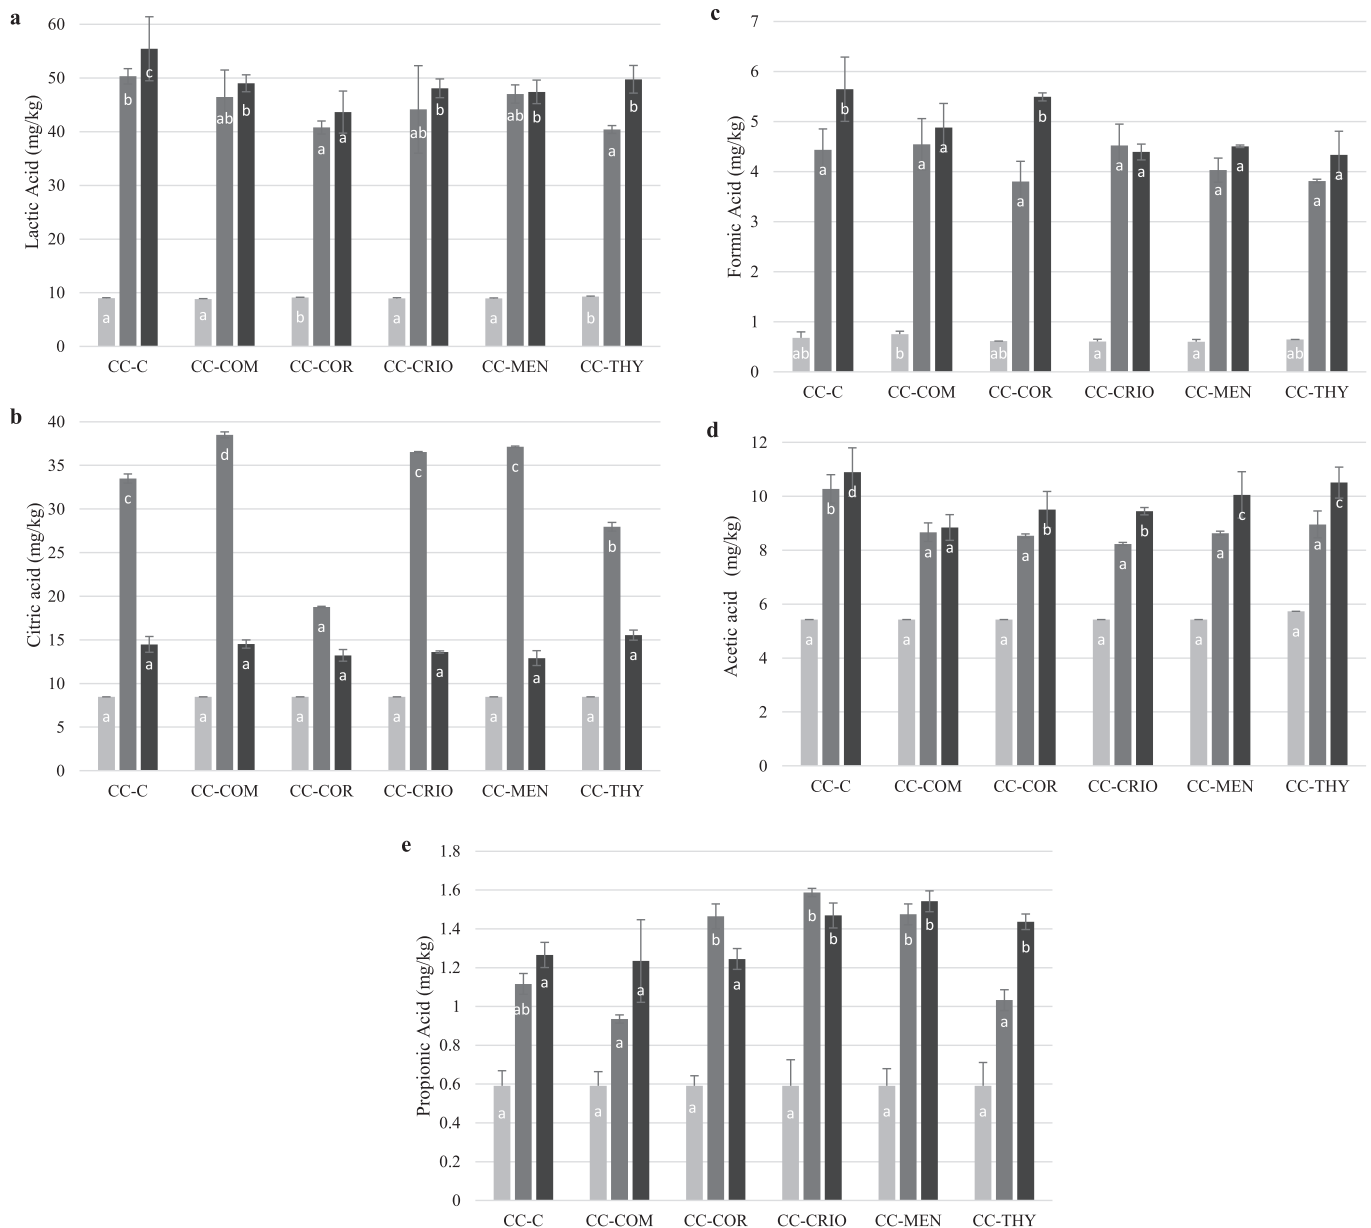 a
Lactic Acid (mg/kg)
60
50
40
30
20
10
0
a b c
a ab b
b a a
a ab b
a ab b
b a b
CC-C CC-COM CC-COR CC-CRIO CC-MEN CC-THY
c
Formic Acid (mg/kg)
7
6
5
4
3
2
1
0
ab a b
b a a
ab a b
a a a
a a a
ab a a
CC-C CC-COM CC-COR CC-CRIO CC-MEN CC-THY
b
Citric acid (mg/kg)
40
35
30
25
20
15
10
5
0
a c a
a d a
a a a
a c a
a c a
a b a
CC-C CC-COM CC-COR CC-CRIO CC-MEN CC-THY
d
Acetic acid (mg/kg)
12
10
8
6
4
2
0
a b d
a a a
a a b
a a b
a a c
a a c
CC-C CC-COM CC-COR CC-CRIO CC-MEN CC-THY
e
Propionic Acid (mg/kg)
1.8
1.6
1.4
1.2
1
0.8
0.6
0.4
0.2
0
a ab a
a a a
a b a
a b b
a b b
a a b
CC-C CC-COM CC-COR CC-CRIO CC-MEN CC-THY